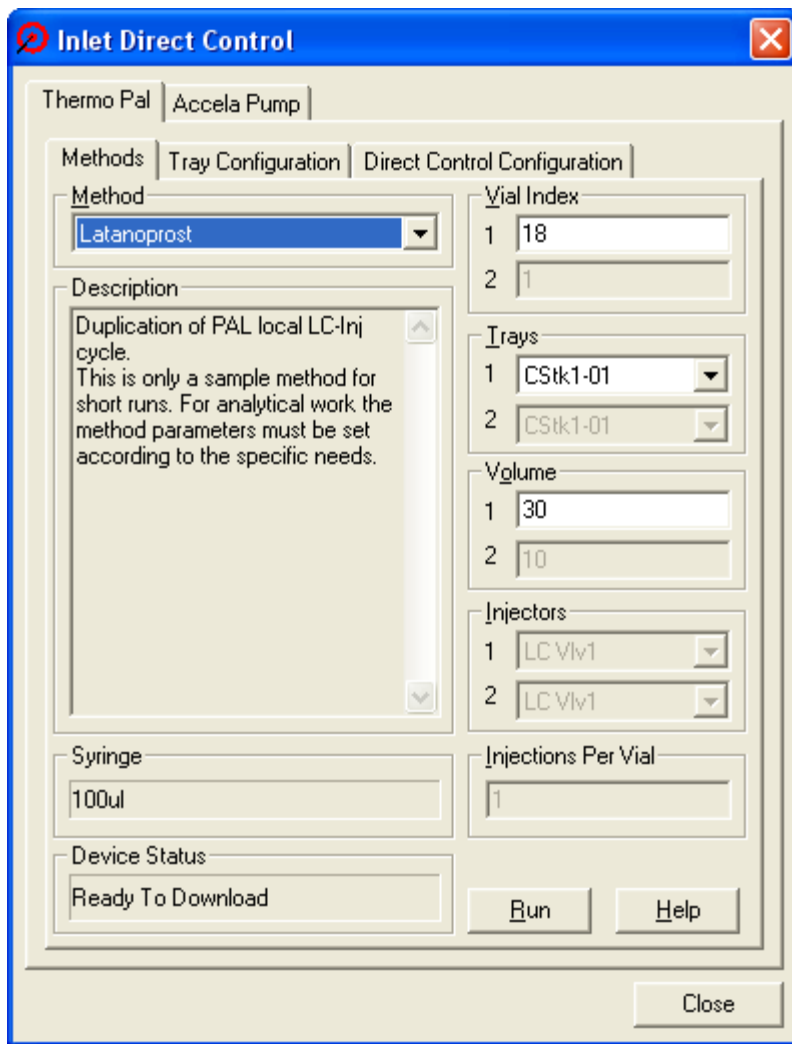 Inlet Direct Control
Thermo Pal
Accela Pump
Methods
Tray Configuration
Direct Control Configuration
Method
Latanoprost
Description
Duplication of PAL local LC-Inj
cycle.
This is only a sample method for
short runs. For analytical work the
method parameters must be set
according to the specific needs.
Syringe
100ul
Device Status
Ready To Download
Vial Index
1 18
2 1
Trays
1 CStk1-01
2 CStk1-01
Volume
1 30
2 10
Injectors
1 LC Vlv1
2 LC Vlv1
Injections Per Vial
1
Run
Help
Close